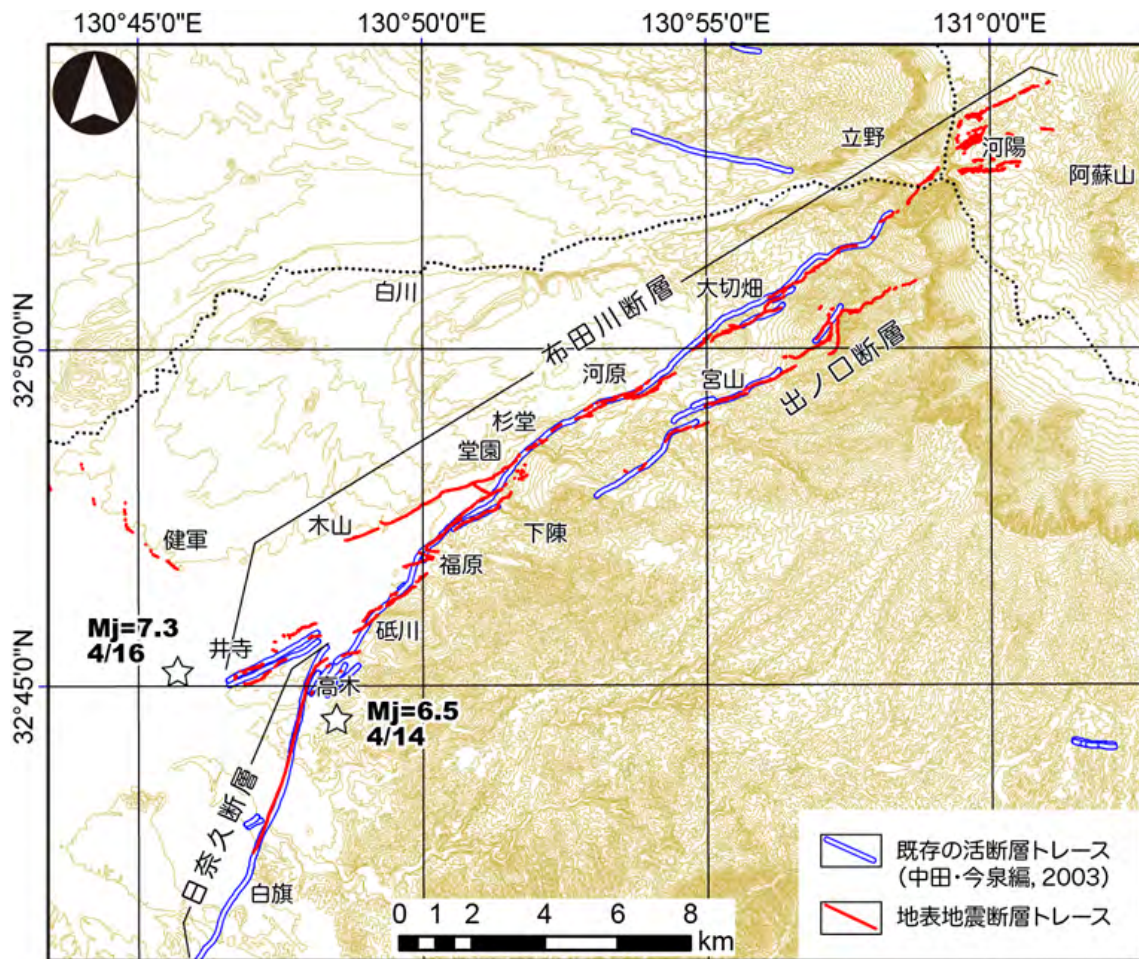 130°45'0"E
130°50'0"E
130°55'0"E
131°0'0"E
立野
河陽
阿蘇山
白川
大切畑
布田川断層
32°50'0"N
河原
宮山
出ノ口断層
杉堂
堂園
木山
下陳
健軍
福原
砥川
Mj=7.3
4/16
井寺
32°45'0"N
高木
Mj=6.5
4/14
日奈久断層
白旗
既存の活断層トレース
(中田・今泉編, 2003)
地表地震断層トレース
0 1 2 4 6 8
km